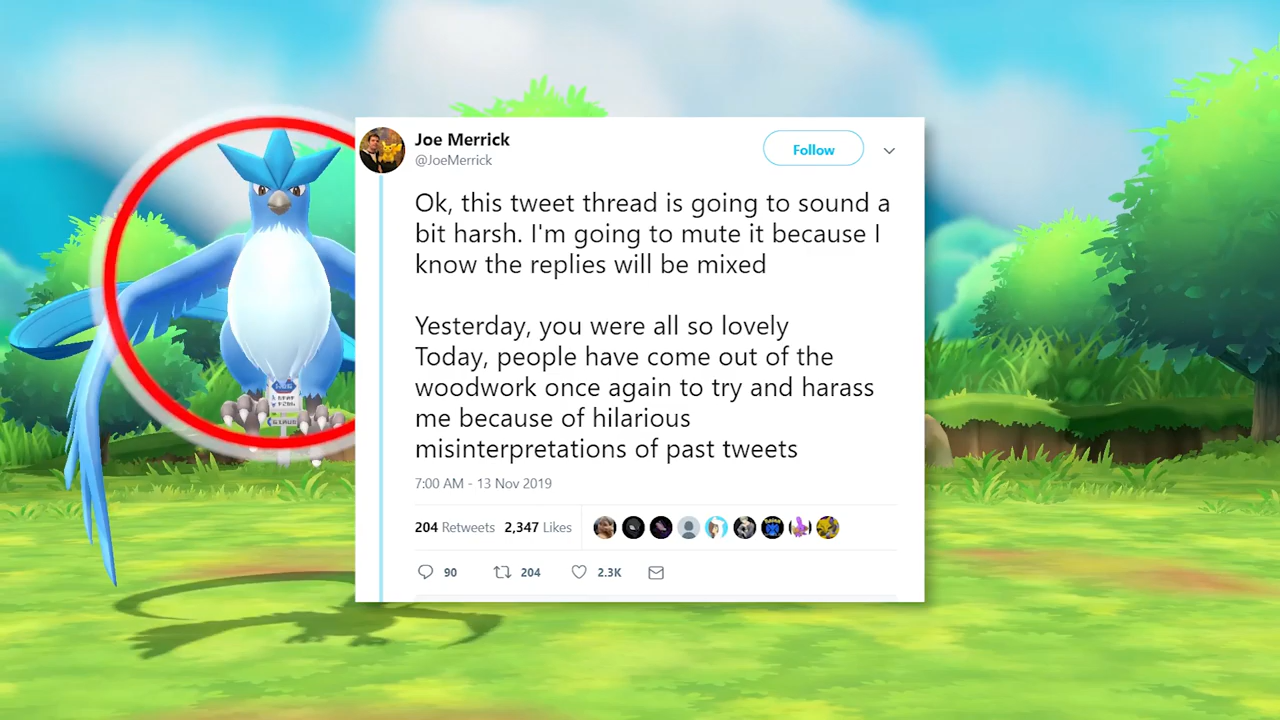 Joe Merrick
@JoeMerrick
Follow
Ok, this tweet thread is going to sound a
bit harsh. I'm going to mute it because I
know the replies will be mixed
Yesterday, you were all so lovely
Today, people have come out of the
woodwork once again to try and harass
me because of hilarious
misinterpretations of past tweets
7:00 AM - 13 Nov 2019
204 Retweets 2,347 Likes
90 204 2.3K